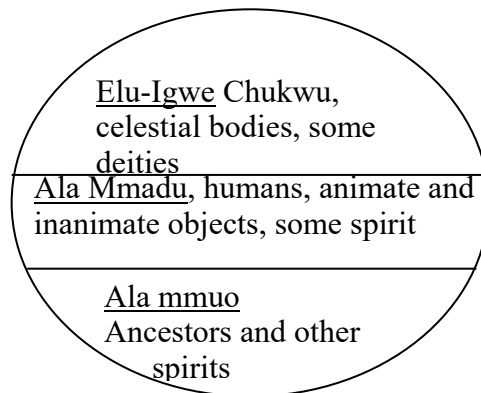 Elu-Igwe Chukwu,
celestial bodies, some
deities
Ala Mmadu, humans, animate and
inanimate objects, some spirit
Ala mmuo
Ancestors and other
spirits